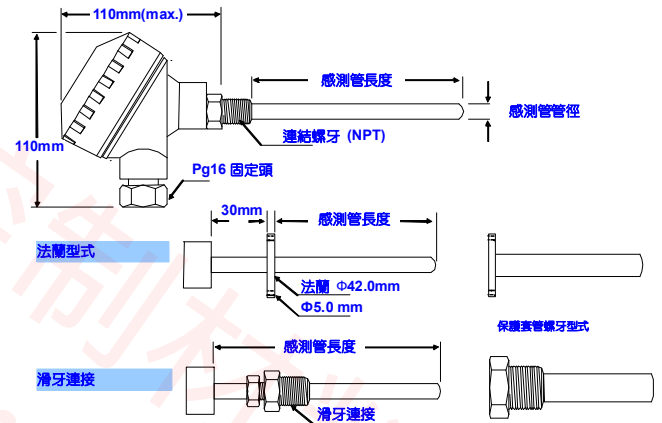 110mm(max.)
感測管長度
感測管管徑
連結螺牙 (NPT)
110mm
Pg16 固定頭
30mm
感測管長度
法蘭型式
法蘭 Φ42.0mm
Φ5.0 mm
保護套管螺牙型式
感測管長度
滑牙連接
滑牙連接